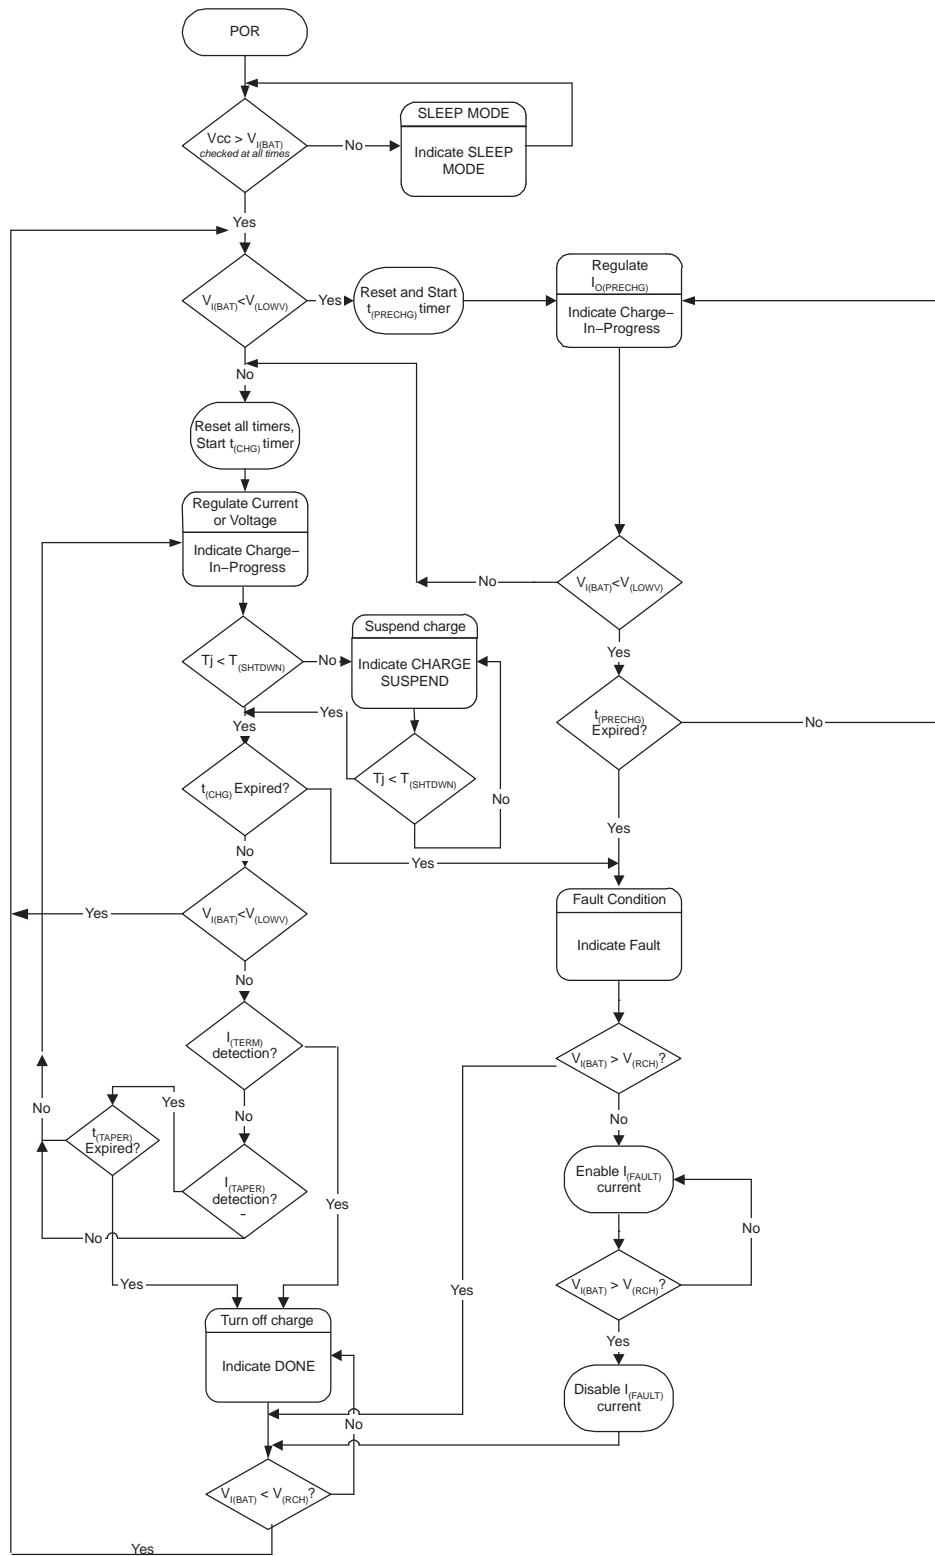 POR
SLEEP MODE
Vcc > V I(BAT)
checked at all times
No
Indicate SLEEP
MODE
Yes
Regulate
I O(PRECHG)
V I(BAT) <V (LOWV)
Yes
Reset and Start
t (PRECHG) timer
Indicate Charge–
In–Progress
No
Reset all timers,
Start t (CHG) timer
Regulate Current
or Voltage
Indicate Charge–
In–Progress
No
V I(BAT) <V (LOWV)
Suspend charge
Tj < T (SHTDWN)
No
Indicate CHARGE
SUSPEND
Yes
Yes
Yes
t (PRECHG)
Expired?
No
Tj < T (SHTDWN)
t (CHG) Expired?
No
Yes
No
Yes
Fault Condition
Yes
V I(BAT) <V (LOWV)
Indicate Fault
No
I (TERM)
detection?
V I(BAT) > V (RCH) ?
Yes
No
No
No
t (TAPER)
Expired?
I (TAPER)
detection?
-
Enable I (FAULT)
current
Yes
No
No
Yes
Yes
V I(BAT) > V (RCH) ?
Turn off charge
Yes
Indicate DONE
Disable I (FAULT)
current
No
V I(BAT) < V (RCH) ?
Yes